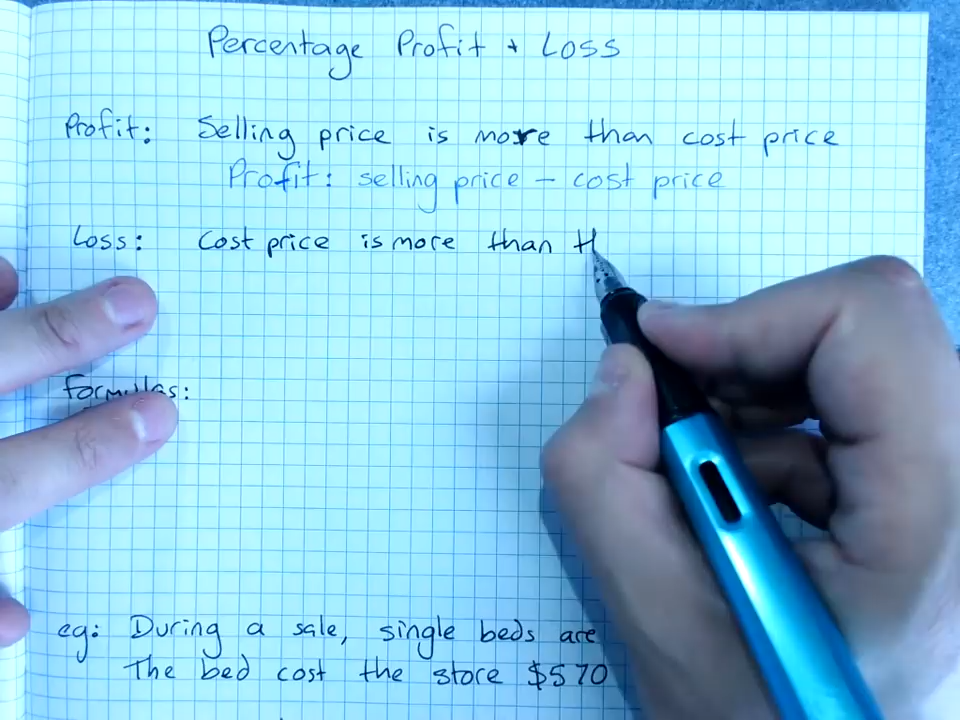 Percentage Profit + Loss
Profit: Selling price is more than cost price
Profit: selling price - cost price
Loss: Cost price is more than th
Formulas:
eg: During a sale, single beds are
The bed cost the store $570